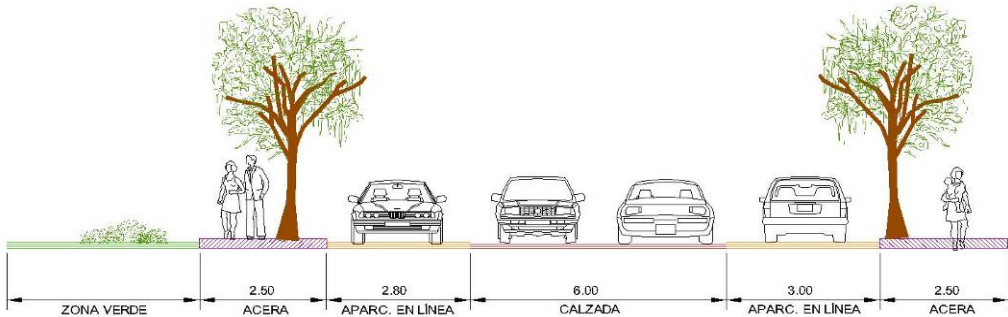 2.50 2.80 6.00 3.00 2.50
ZONA VERDE ACERA APARC. EN LÍNEA CALZADA APARC. EN LÍNEA ACERA